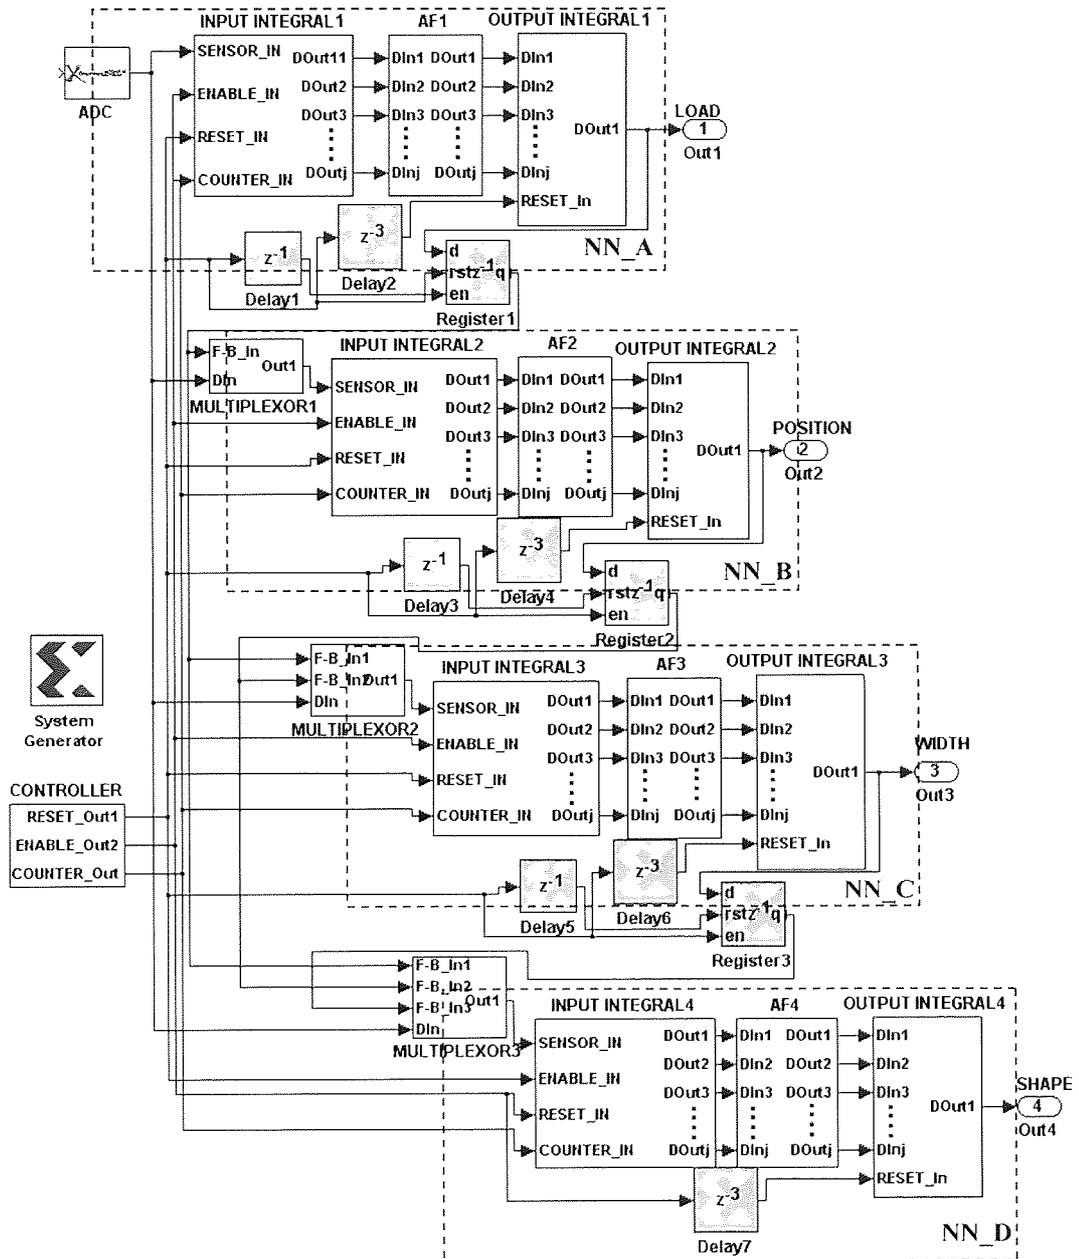 INPUT INTEGRAL1 AF1 OUTPUT INTEGRAL1
SENSOR_IN DOut11 DIn1 DOut1 DIn1
ENABLE_IN DOut2 DIn2 DOut2 DIn2
ADC
DOut3 DIn3 DOut3 DIn3
LOAD
RESET_IN DOut1 1
Out1
COUNTER_IN DOutj DInj DOutj DInj
RESET_In
z-1 z-3 NN_A
d
rst z-1 q
en
Delay1 Delay2
Register1
INPUT INTEGRAL2 AF2 OUTPUT INTEGRAL2
F-B_In Out1
DIn
MULTIPLEXOR1
SENSOR_IN DOut1 DIn1 DOut1 DIn1
ENABLE_IN DOut2 DIn2 DOut2 DIn2
DOut3 DIn3 DOut3 DIn3
POSITION
RESET_IN DOut1 2
Out2
COUNTER_IN DOutj DInj DOutj DInj
RESET_In
z-1 z-3 NN_B
d
rst z-1 q
en
Delay3 Delay4
Register2
INPUT INTEGRAL3 AF3 OUTPUT INTEGRAL3
F-B_In1
F-B_In2 Out1
DIn
MULTIPLEXOR2
System
Generator
SENSOR_IN DOut1 DIn1 DOut1 DIn1
ENABLE_IN DOut2 DIn2 DOut2 DIn2
DOut3 DIn3 DOut3 DIn3
WIDTH
RESET_IN DOut1 3
Out3
COUNTER_IN DOutj DInj DOutj DInj
RESET_In
CONTROLLER
RESET_Out1
ENABLE_Out2
COUNTER_Out
z-1 z-3 NN_C
d
rst z-1 q
en
Delay5 Delay6
Register3
F-B_In1
F-B_In2 Out1
F-B_In3
DIn
MULTIPLEXOR3
INPUT INTEGRAL4 AF4 OUTPUT INTEGRAL4
SENSOR_IN DOut1 DIn1 DOut1 DIn1
ENABLE_IN DOut2 DIn2 DOut2 DIn2
DOut3 DIn3 DOut3 DIn3
SHAPE
RESET_IN DOut1 4
Out4
COUNTER_IN DOutj DInj DOutj DInj
RESET_In
z-3
NN_D
Delay7